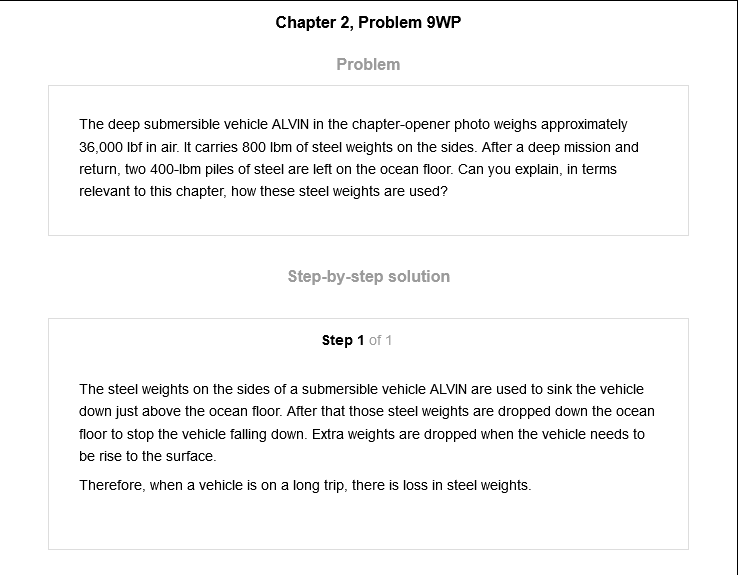 Chapter 2, Problem 9WP
Problem
The deep submersible vehicle ALVIN in the chapter-opener photo weighs approximately
36,000 lbf in air. It carries 800 lbm of steel weights on the sides. After a deep mission and
return, two 400-lbm piles of steel are left on the ocean floor. Can you explain, in terms
relevant to this chapter, how these steel weights are used?
Step-by-step solution
Step 1 of 1
The steel weights on the sides of a submersible vehicle ALVIN are used to sink the vehicle
down just above the ocean floor. After that those steel weights are dropped down the ocean
floor to stop the vehicle falling down. Extra weights are dropped when the vehicle needs to
be rise to the surface.
Therefore, when a vehicle is on a long trip, there is loss in steel weights.